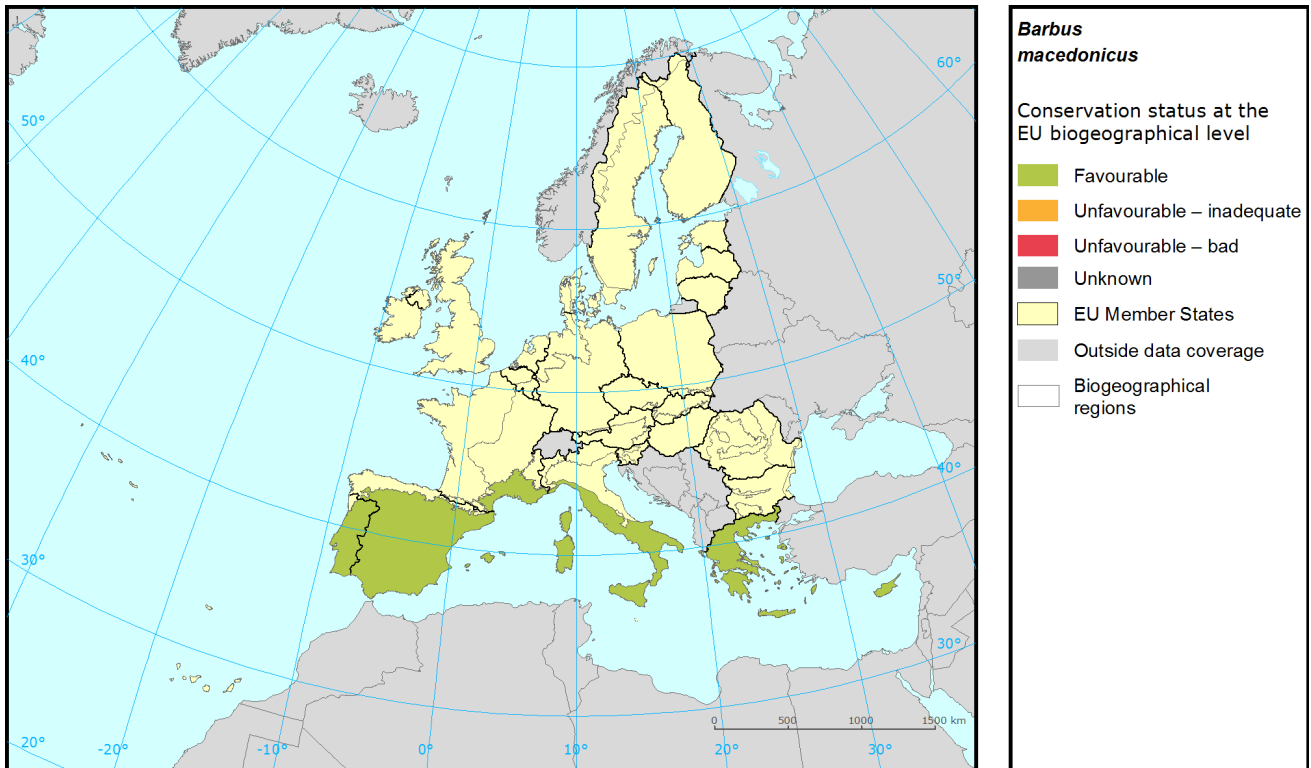 Barbus
macedonicus
Conservation status at the
EU biogeographical level
Favourable
Unfavourable – inadequate
Unfavourable – bad
Unknown
EU Member States
Outside data coverage
Biogeographical
regions
60°
50°
50°
40°
40°
30°
30°
20°
-20°
-10°
0°
10°
20°
30°
0
500
1000
1500 km